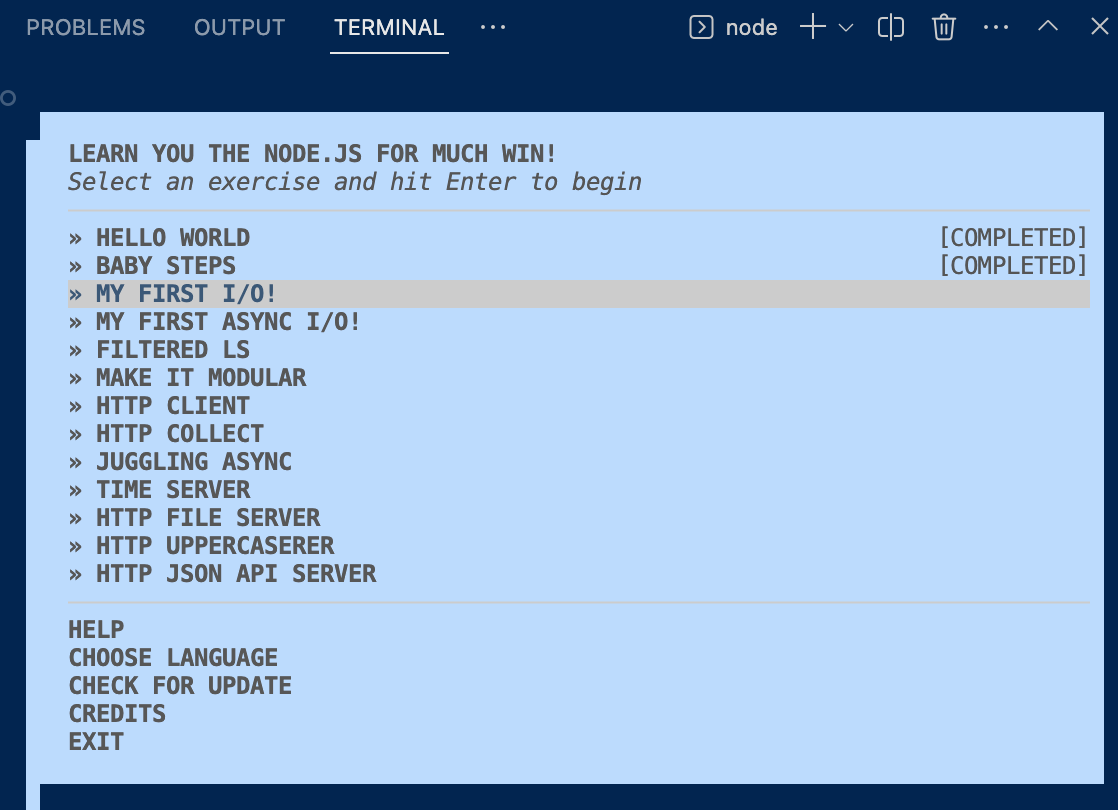 PROBLEMS OUTPUT TERMINAL ··· node ···
LEARN YOU THE NODE.JS FOR MUCH WIN!
Select an exercise and hit Enter to begin
» HELLO WORLD [COMPLETED]
» BABY STEPS [COMPLETED]
» MY FIRST I/O!
» MY FIRST ASYNC I/O!
» FILTERED LS
» MAKE IT MODULAR
» HTTP CLIENT
» HTTP COLLECT
» JUGGLING ASYNC
» TIME SERVER
» HTTP FILE SERVER
» HTTP UPPERCASERER
» HTTP JSON API SERVER
HELP
CHOOSE LANGUAGE
CHECK FOR UPDATE
CREDITS
EXIT